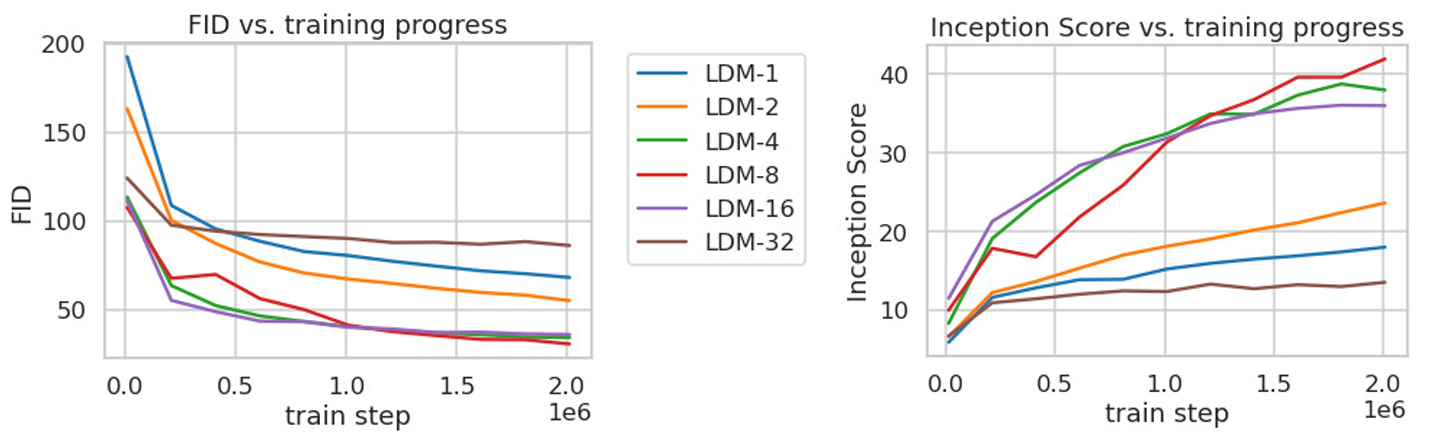 FID vs. training progress
200
150
100
50
FID
0.0 0.5 1.0 1.5 2.0
1e6
train step
LDM-1
LDM-2
LDM-4
LDM-8
LDM-16
LDM-32
Inception Score vs. training progress
40
30
20
10
Inception Score
0.0 0.5 1.0 1.5 2.0
1e6
train step